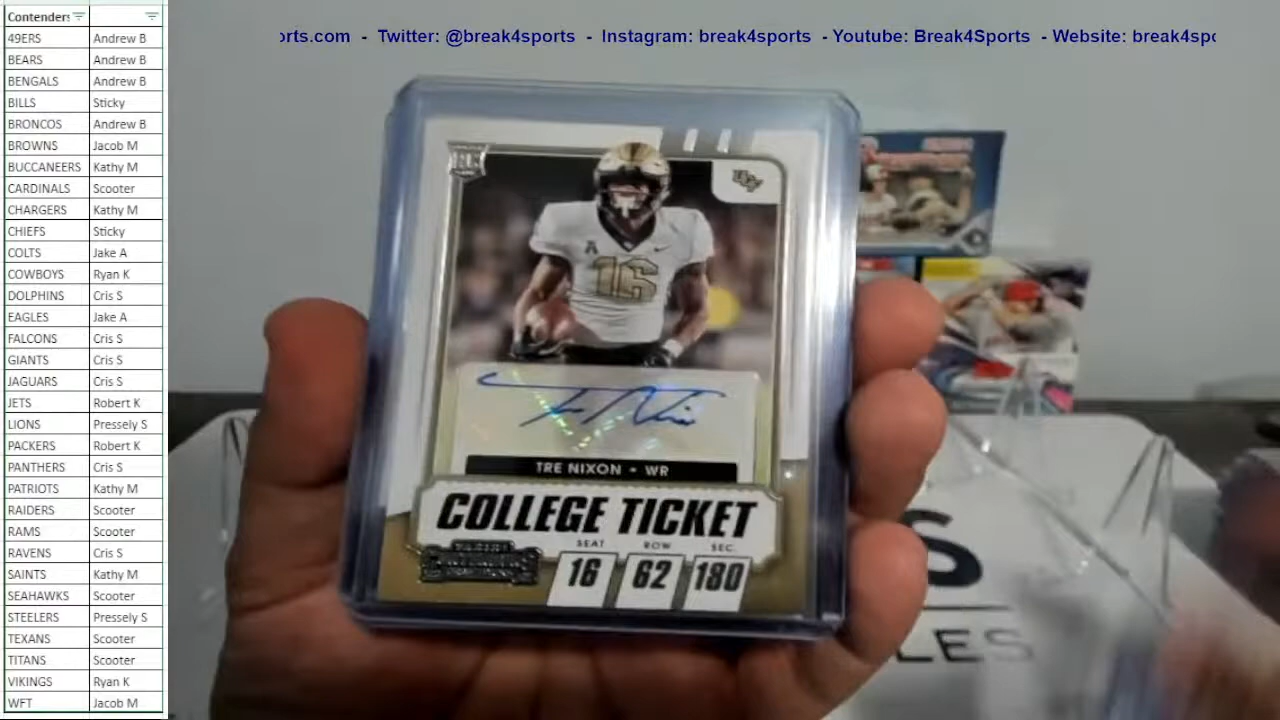 Contenders
49ERS Andrew B
BEARS Andrew B
BENGALS Andrew B
BILLS Sticky
BRONCOS Andrew B
BROWNS Jacob M
BUCCANEERS Kathy M
CARDINALS Scooter
CHARGERS Kathy M
CHIEFS Sticky
COLTS Jake A
COWBOYS Ryan K
DOLPHINS Cris S
EAGLES Jake A
FALCONS Cris S
GIANTS Cris S
JAGUARS Cris S
JETS Robert K
LIONS Pressely S
PACKERS Robert K
PANTHERS Cris S
PATRIOTS Kathy M
RAIDERS Scooter
RAMS Scooter
RAVENS Cris S
SAINTS Kathy M
SEAHAWKS Scooter
STEELERS Pressely S
TEXANS Scooter
TITANS Scooter
VIKINGS Ryan K
WFT Jacob M
rts.com - Twitter: @break4sports - Instagram: break4sports - Youtube: Break4Sports - Website: break4spo
UCF
A
16
TRE NIXON - WR
COLLEGE TICKET
SEAT ROW SEC.
16 62 180
S
LES